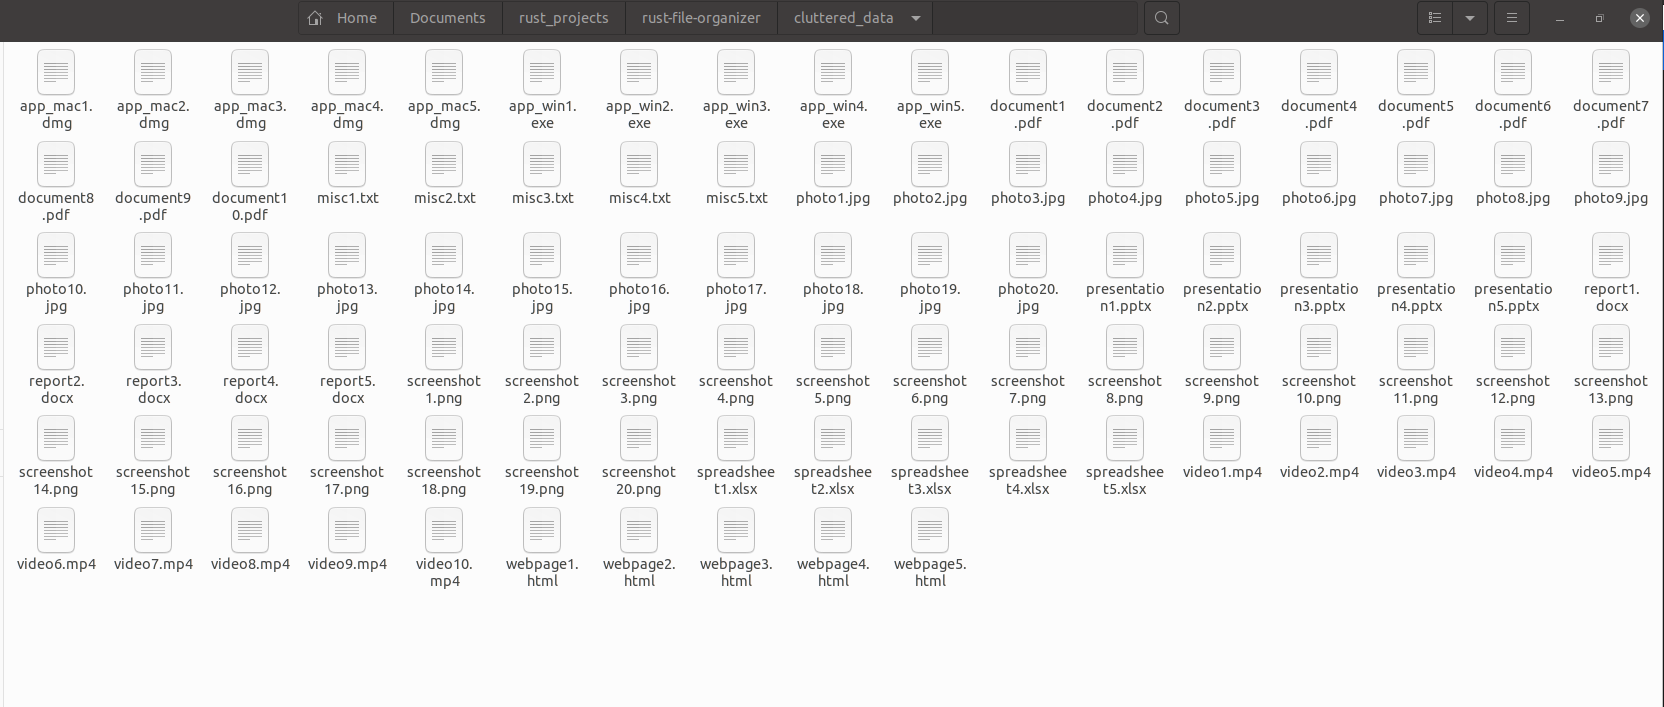 Home Documents rust_projects rust-file-organizer cluttered_data
app_mac1.dmg app_mac2.dmg app_mac3.dmg app_mac4.dmg app_mac5.dmg app_win1.exe app_win2.exe app_win3.exe app_win4.exe app_win5.exe document1.pdf document2.pdf document3.pdf document4.pdf document5.pdf document6.pdf document7.pdf
document8.pdf document9.pdf document10.pdf misc1.txt misc2.txt misc3.txt misc4.txt misc5.txt photo1.jpg photo2.jpg photo3.jpg photo4.jpg photo5.jpg photo6.jpg photo7.jpg photo8.jpg photo9.jpg
photo10.jpg photo11.jpg photo12.jpg photo13.jpg photo14.jpg photo15.jpg photo16.jpg photo17.jpg photo18.jpg photo19.jpg photo20.jpg presentation1.pptx presentation2.pptx presentation3.pptx presentation4.pptx presentation5.pptx report1.docx
report2.docx report3.docx report4.docx report5.docx screenshot1.png screenshot2.png screenshot3.png screenshot4.png screenshot5.png screenshot6.png screenshot7.png screenshot8.png screenshot9.png screenshot10.png screenshot11.png screenshot12.png screenshot13.png
screenshot14.png screenshot15.png screenshot16.png screenshot17.png screenshot18.png screenshot19.png screenshot20.png spreadsheet1.xlsx spreadsheet2.xlsx spreadsheet3.xlsx spreadsheet4.xlsx spreadsheet5.xlsx video1.mp4 video2.mp4 video3.mp4 video4.mp4 video5.mp4
video6.mp4 video7.mp4 video8.mp4 video9.mp4 video10.mp4 webpage1.html webpage2.html webpage3.html webpage4.html webpage5.html